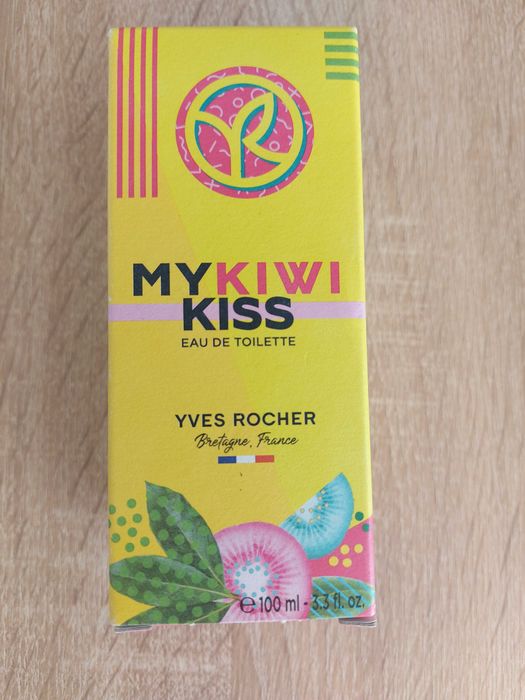 MY KIWI
KISS
EAU DE TOILETTE
YVES ROCHER
Bretagne, France
℮ 100 ml - 3.3 fl. oz.